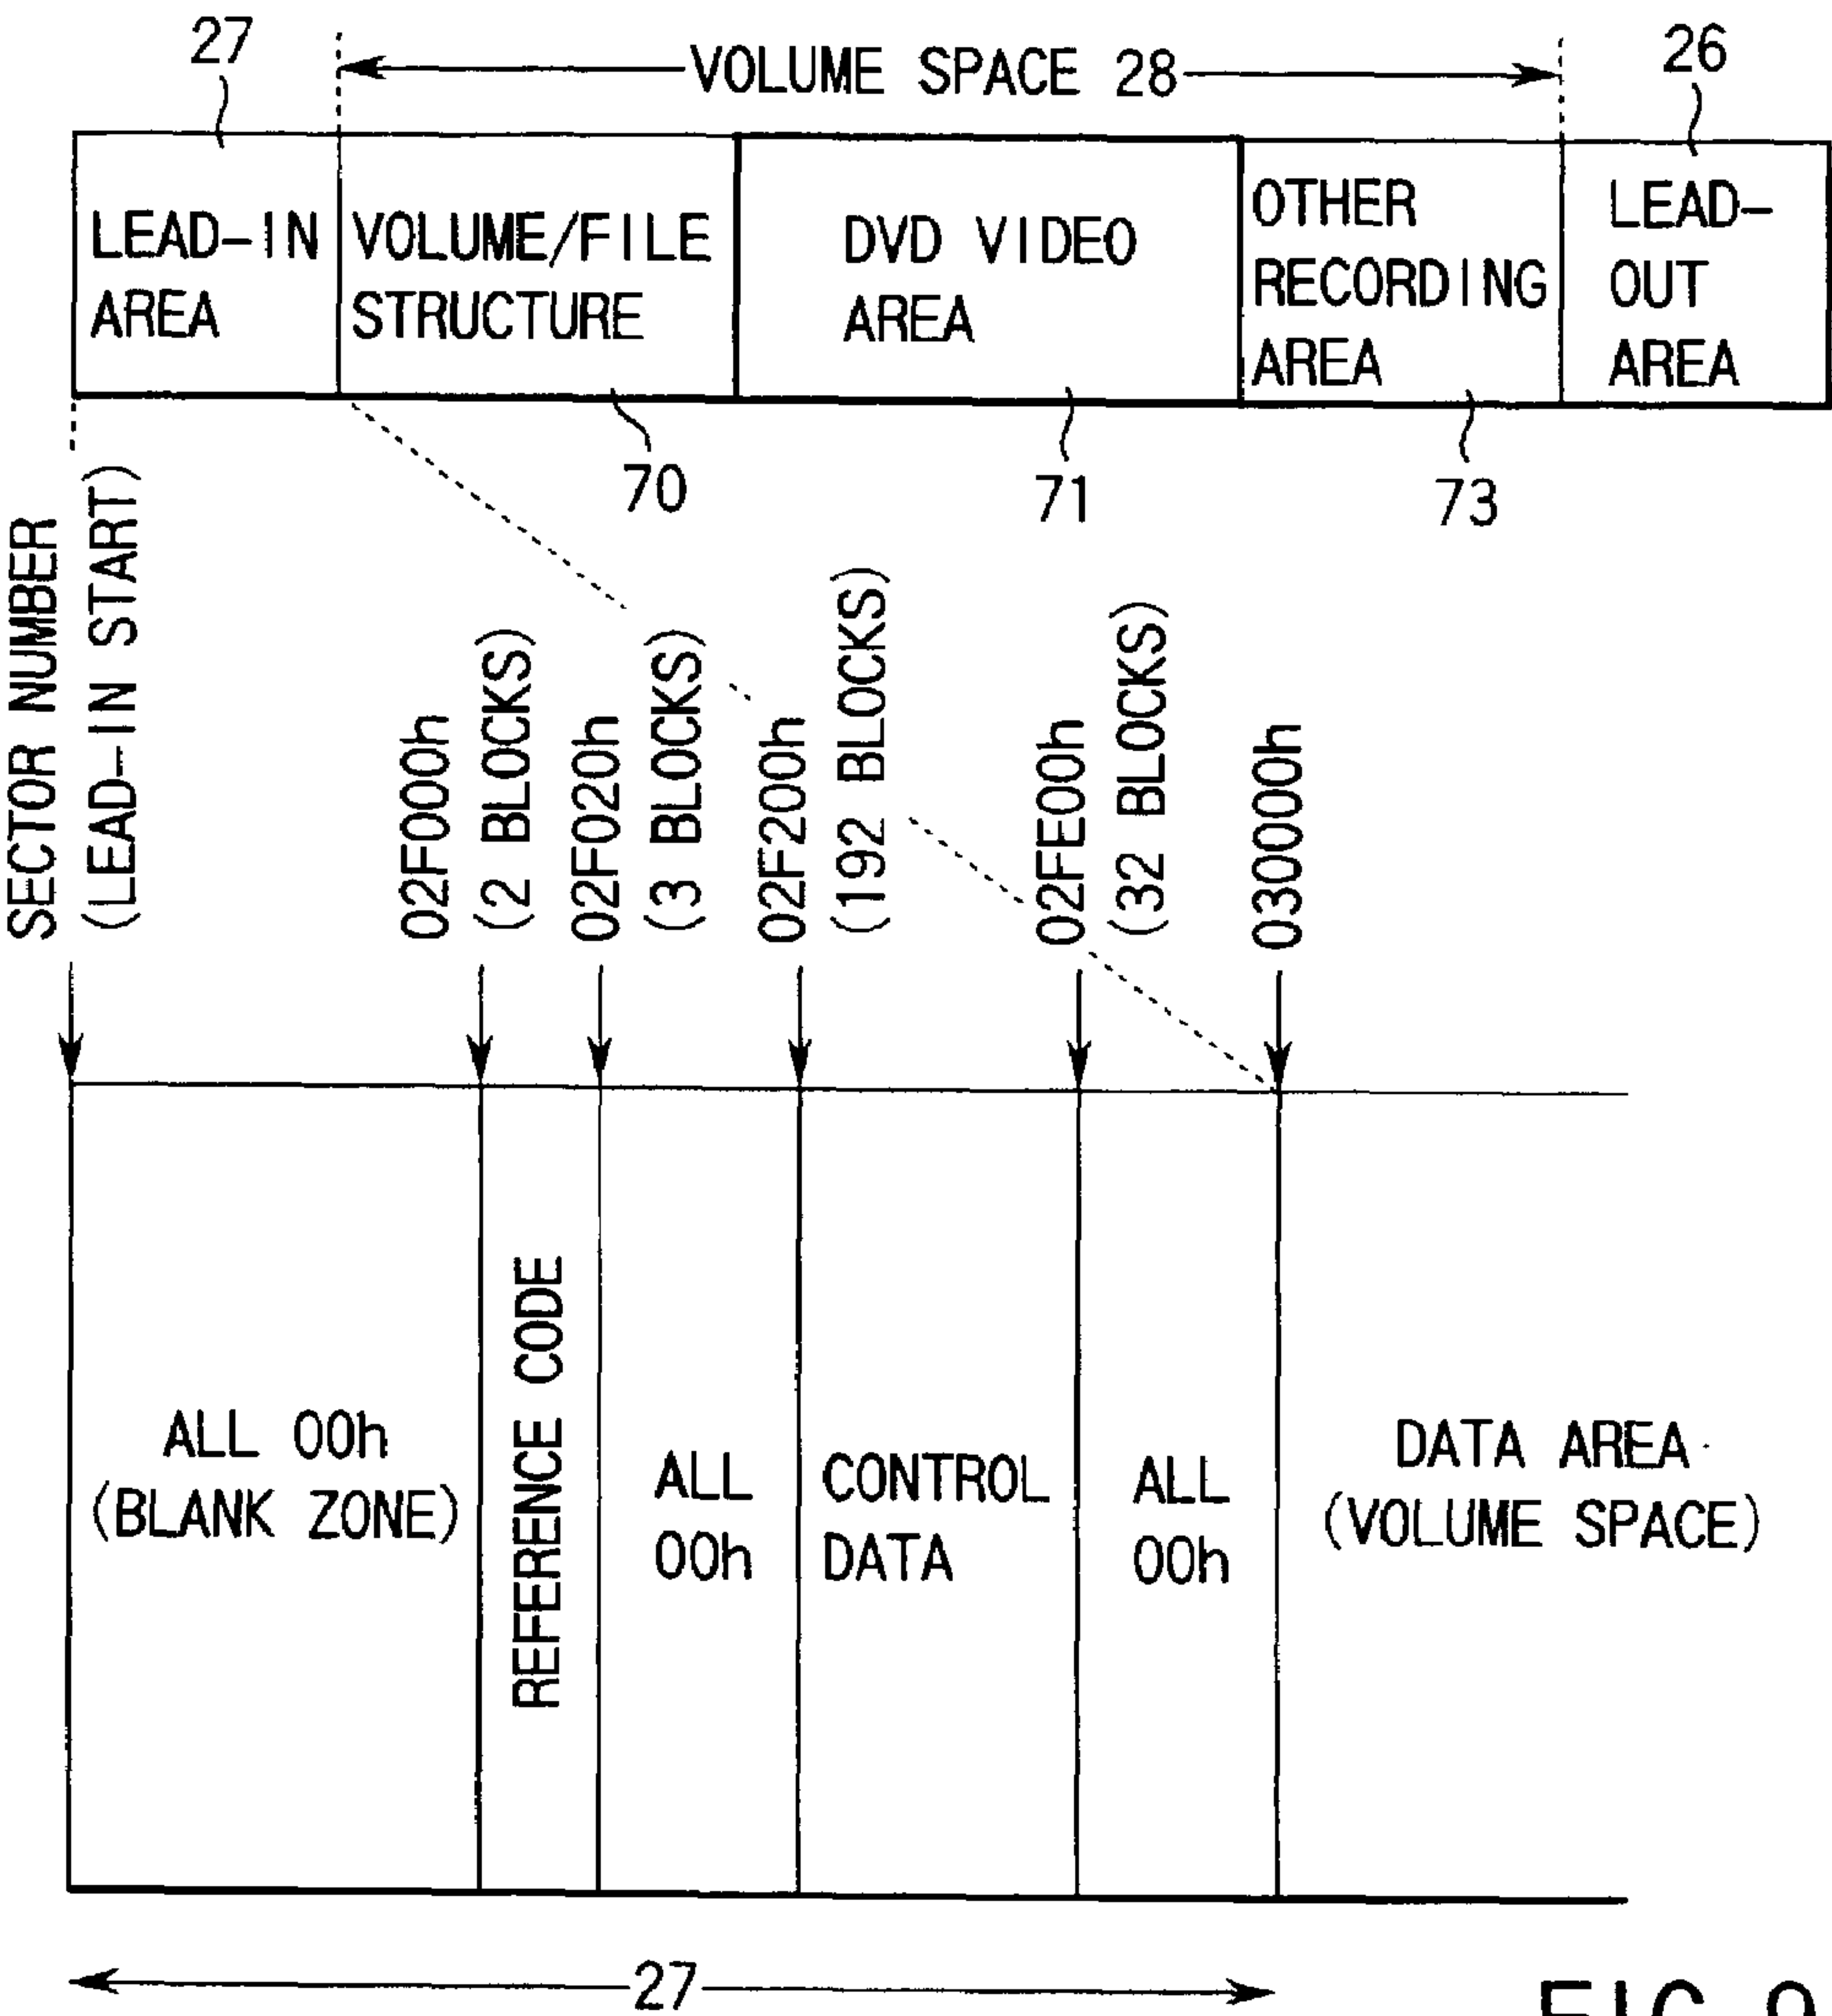 27
VOLUME SPACE 28
26
LEAD-IN
AREA
VOLUME/FILE
STRUCTURE
DVD VIDEO
AREA
OTHER
RECORDING
AREA
LEAD-
OUT
AREA
70
71
73
SECTOR NUMBER
(LEAD-IN START)
02F000h
(2 BLOCKS)
02F020h
(3 BLOCKS)
02F200h
(192 BLOCKS)
02FE00h
(32 BLOCKS)
030000h
ALL 00h
(BLANK ZONE)
REFERENCE CODE
ALL
00h
CONTROL
DATA
ALL
00h
DATA AREA
(VOLUME SPACE)
27